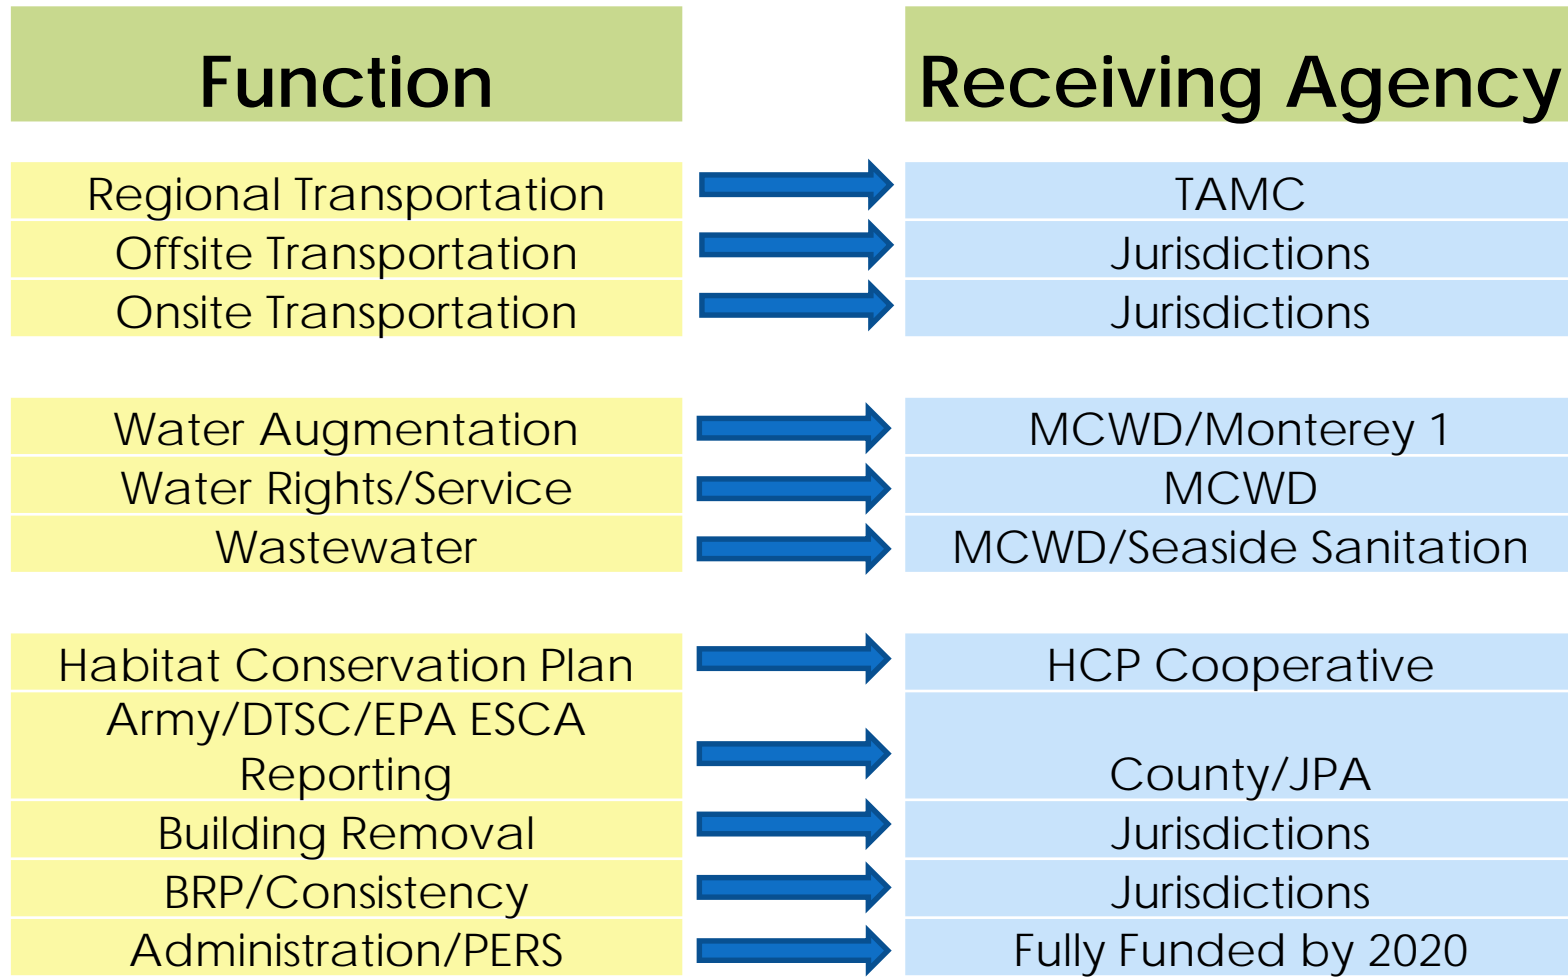 Function Receiving Agency
Regional Transportation TAMC
Offsite Transportation Jurisdictions
Onsite Transportation Jurisdictions
Water Augmentation MCWD/Monterey 1
Water Rights/Service MCWD
Wastewater MCWD/Seaside Sanitation
Habitat Conservation Plan HCP Cooperative
Army/DTSC/EPA ESCA
Reporting County/JPA
Building Removal Jurisdictions
BRP/Consistency Jurisdictions
Administration/PERS Fully Funded by 2020